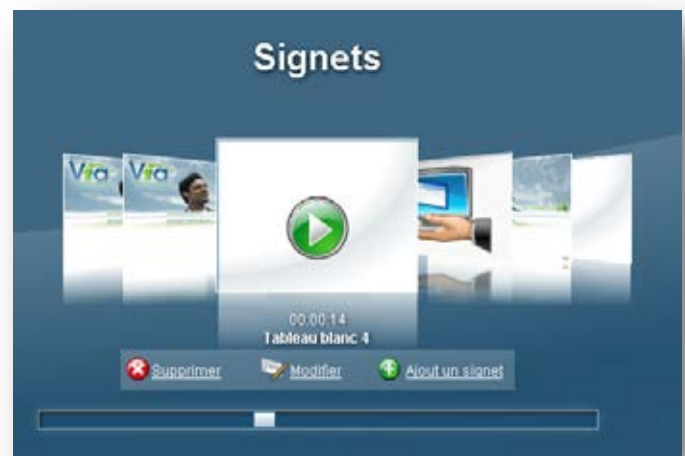 Signets
Via Via
00:00:14
Tableau blanc 4
Supprimer Modifier Ajout un signet